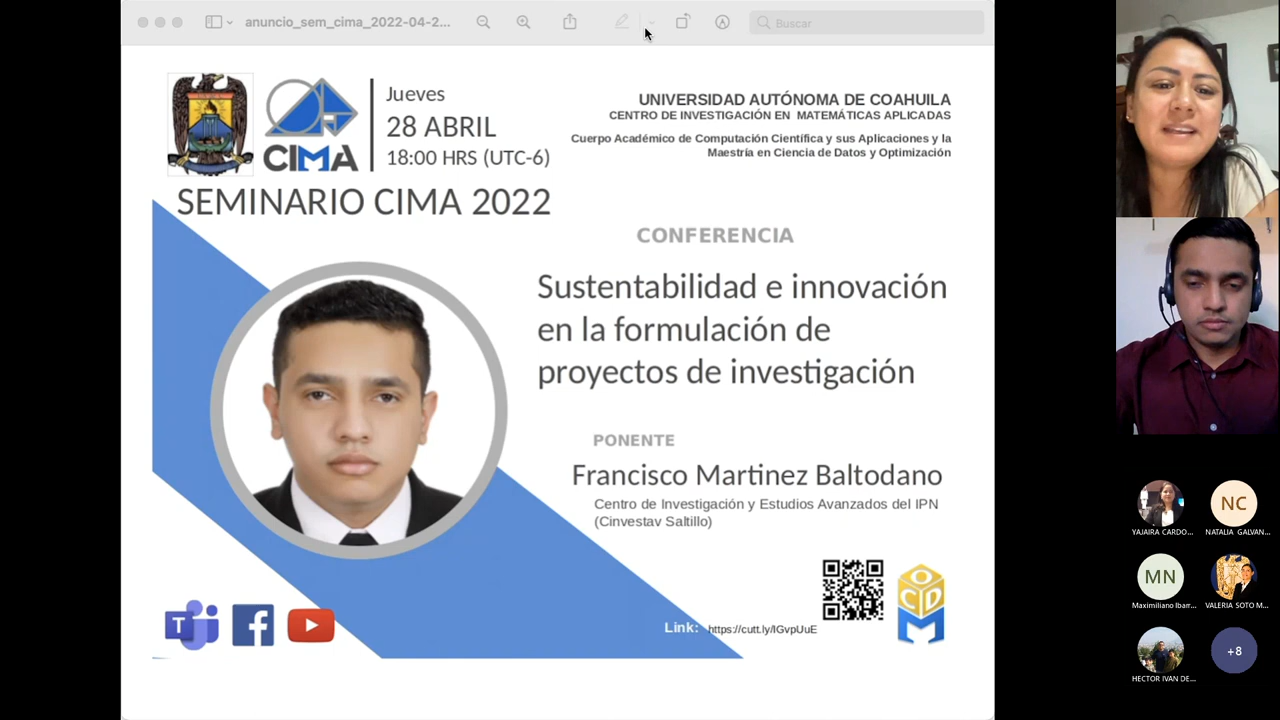 anuncio_sem_cima_2022-04-2...
Buscar
CIMA
Jueves
28 ABRIL
18:00 HRS (UTC-6)
UNIVERSIDAD AUTÓNOMA DE COAHUILA
CENTRO DE INVESTIGACIÓN EN MATEMÁTICAS APLICADAS
Cuerpo Académico de Computación Científica y sus Aplicaciones y la
Maestría en Ciencia de Datos y Optimización
SEMINARIO CIMA 2022
CONFERENCIA
Sustentabilidad e innovación
en la formulación de
proyectos de investigación
PONENTE
Francisco Martinez Baltodano
Centro de Investigación y Estudios Avanzados del IPN
(Cinvestav Saltillo)
T
Link: https://cutt.ly/IGvpUuE
O
C D
M
NC
YAJAIRA CARDO...
NATALIA GALVAN...
MN
Maximiliano Ibarr...
VALERIA SOTO M...
+8
HECTOR IVAN DE...